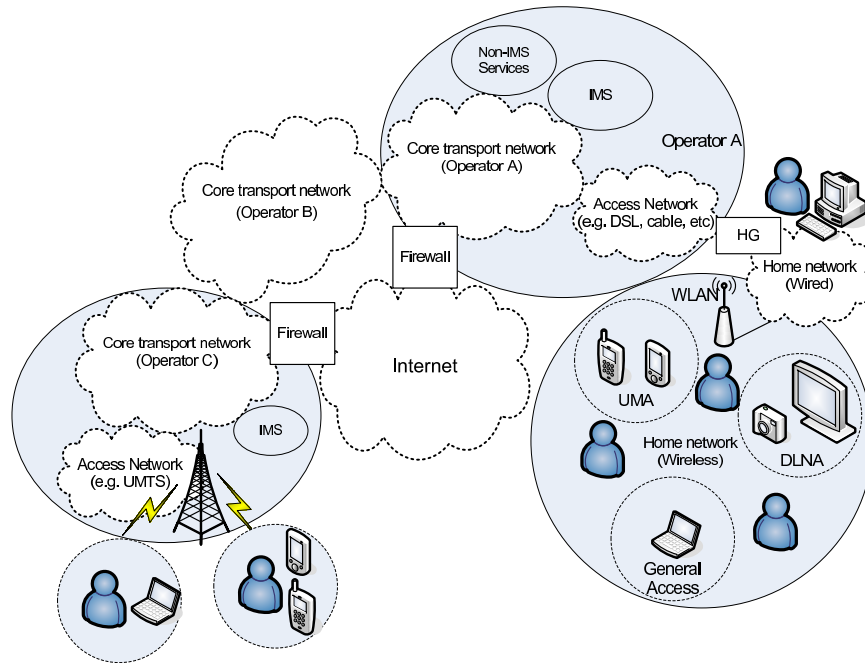 Non-IMS
Services
IMS
Operator A
Core transport network
(Operator A)
Core transport network
(Operator B)
Access Network
(e.g. DSL, cable, etc)
HG
Firewall
Home network
(Wired)
WLAN
Firewall
Core transport network
(Operator C)
Internet
UMA
IMS
Home network
(Wireless)
DLNA
Access Network
(e.g. UMTS)
General
Access